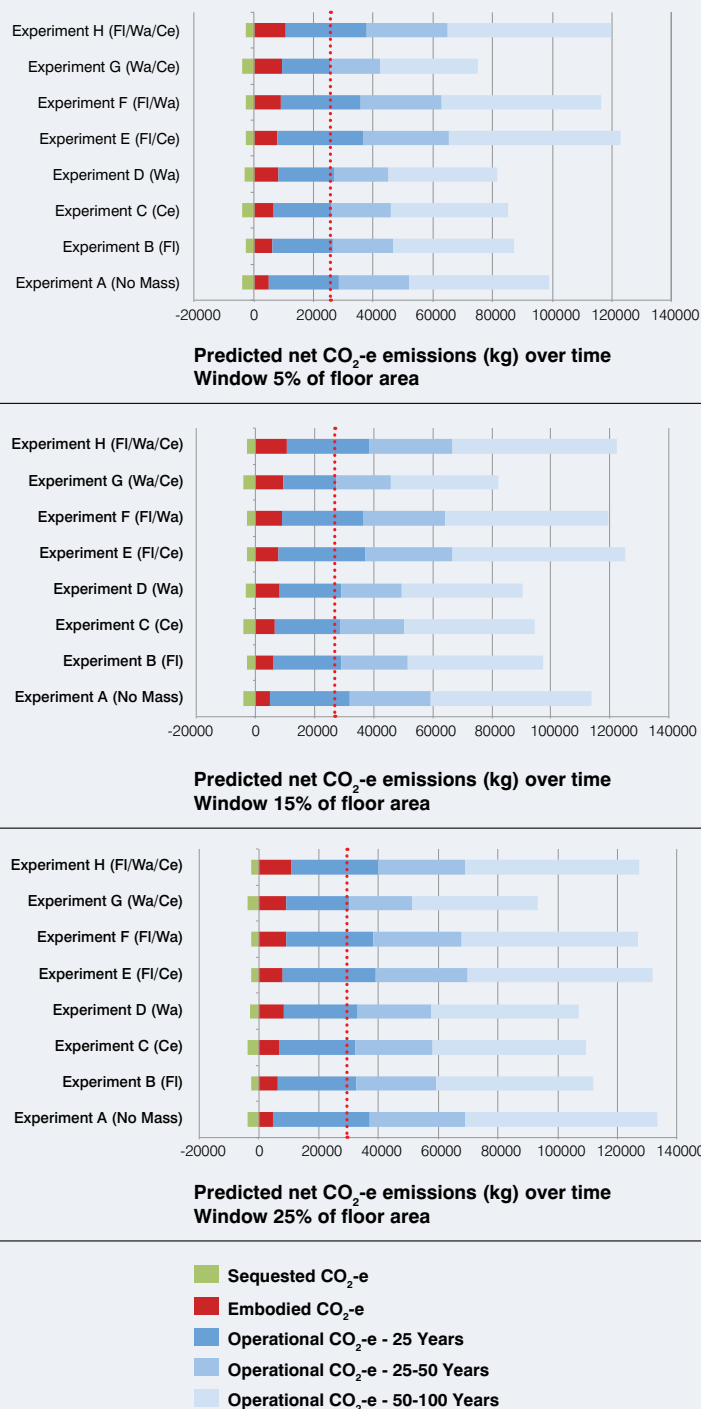 Experiment H (Fl/Wa/Ce)
Experiment G (Wa/Ce)
Experiment F (Fl/Wa)
Experiment E (Fl/Ce)
Experiment D (Wa)
Experiment C (Ce)
Experiment B (Fl)
Experiment A (No Mass)
-20000 0 20000 40000 60000 80000 100000 120000 140000
Predicted net CO₂-e emissions (kg) over time
Window 5% of floor area
Experiment H (Fl/Wa/Ce)
Experiment G (Wa/Ce)
Experiment F (Fl/Wa)
Experiment E (Fl/Ce)
Experiment D (Wa)
Experiment C (Ce)
Experiment B (Fl)
Experiment A (No Mass)
-20000 0 20000 40000 60000 80000 100000 120000 140000
Predicted net CO₂-e emissions (kg) over time
Window 15% of floor area
Experiment H (Fl/Wa/Ce)
Experiment G (Wa/Ce)
Experiment F (Fl/Wa)
Experiment E (Fl/Ce)
Experiment D (Wa)
Experiment C (Ce)
Experiment B (Fl)
Experiment A (No Mass)
-20000 0 20000 40000 60000 80000 100000 120000 140000
Predicted net CO₂-e emissions (kg) over time
Window 25% of floor area
Sequested CO₂-e
Embodied CO₂-e
Operational CO₂-e - 25 Years
Operational CO₂-e - 25-50 Years
Operational CO₂-e - 50-100 Years